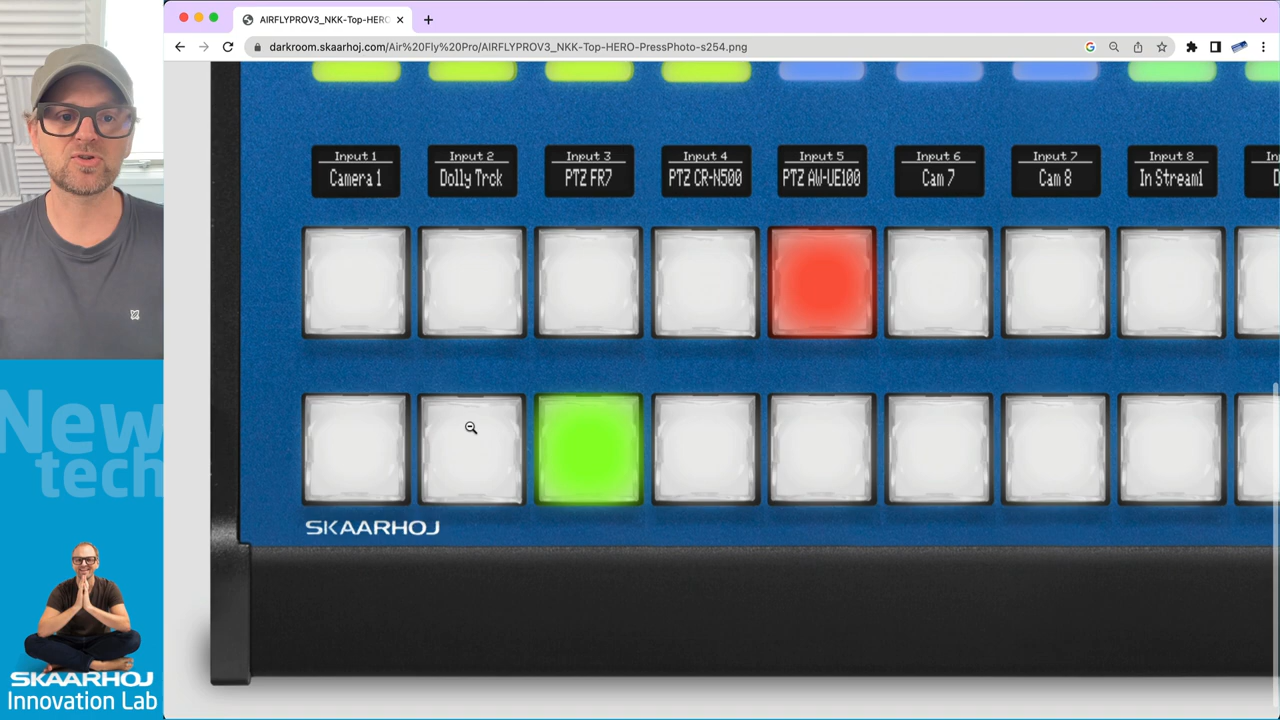 AIRFLYPROV3_NKK-Top-HERO
darkroom.skaarhoj.com/Air%20Fly%20Pro/AIRFLYPROV3_NKK-Top-HERO-PressPhoto-s254.png
Input 1
Camera 1
Input 2
Dolly Trck
Input 3
PTZ FR7
Input 4
PTZ CR-N500
Input 5
PTZ AW-UE100
Input 6
Cam 7
Input 7
Cam 8
Input 8
In Stream1
SKAARHOJ
New
tech
SKAARHOJ
Innovation Lab